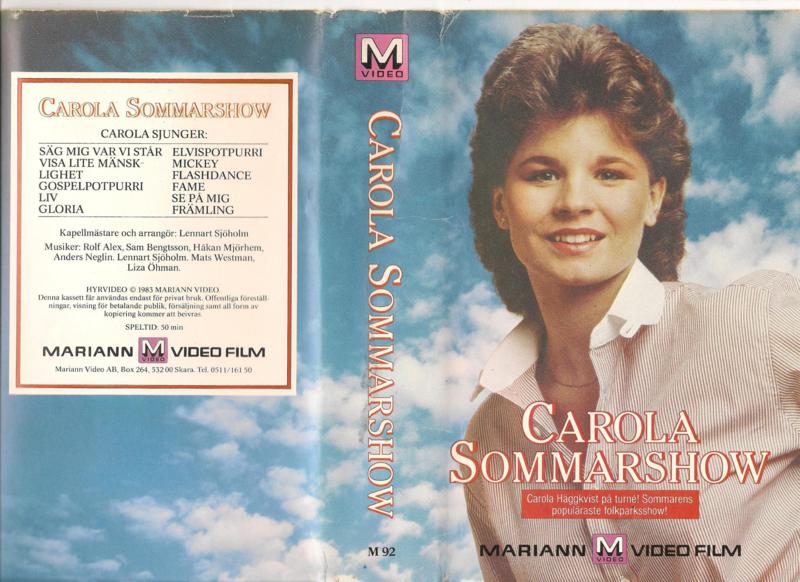 CAROLA SOMMARSHOW
CAROLA SJUNGER:
SÄG MIG VAR VI STÅR
VISA LITE MÄNSK-
LIGHET
GOSPELPOTPURRI
LIV
GLORIA
ELVISPOTPURRI
MICKEY
FLASHDANCE
FAME
SE PÅ MIG
FRÄMLING
Kapellmästare och arrangör: Lennart Sjöholm
Musiker: Rolf Alex, Sam Bengtsson, Håkan Mjörhem,
Anders Neglin. Lennart Sjöholm. Mats Westman,
Liza Öhman.
HYRVIDEO © 1983 MARIANN VIDEO.
Denna kassett får användas endast för privat bruk. Offentliga föreställ-
ningar, visning för betalande publik, försäljning samt all form av
kopiering kommer att beivras.
SPELTID: 50 min
MARIANN M VIDEO VIDEO FILM
Mariann Video AB, Box 264, 532 00 Skara. Tel. 0511/161 50
M
VIDEO
CAROLA SOMMARSHOW
M 92
CAROLA
SOMMARSHOW
Carola Häggkvist på turné! Sommarens
populäraste folkparksshow!
MARIANN M VIDEO VIDEO FILM